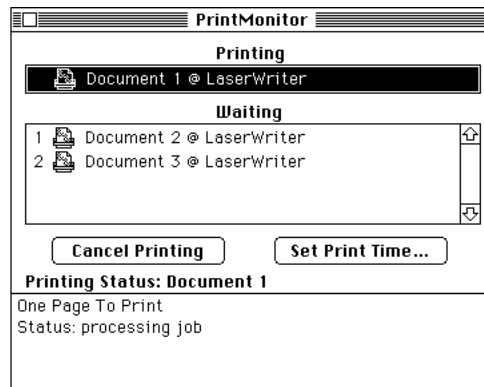 PrintMonitor
Printing
Document 1 @ LaserWriter
Waiting
1 Document 2 @ LaserWriter
2 Document 3 @ LaserWriter
Cancel Printing Set Print Time...
Printing Status: Document 1
One Page To Print
Status: processing job